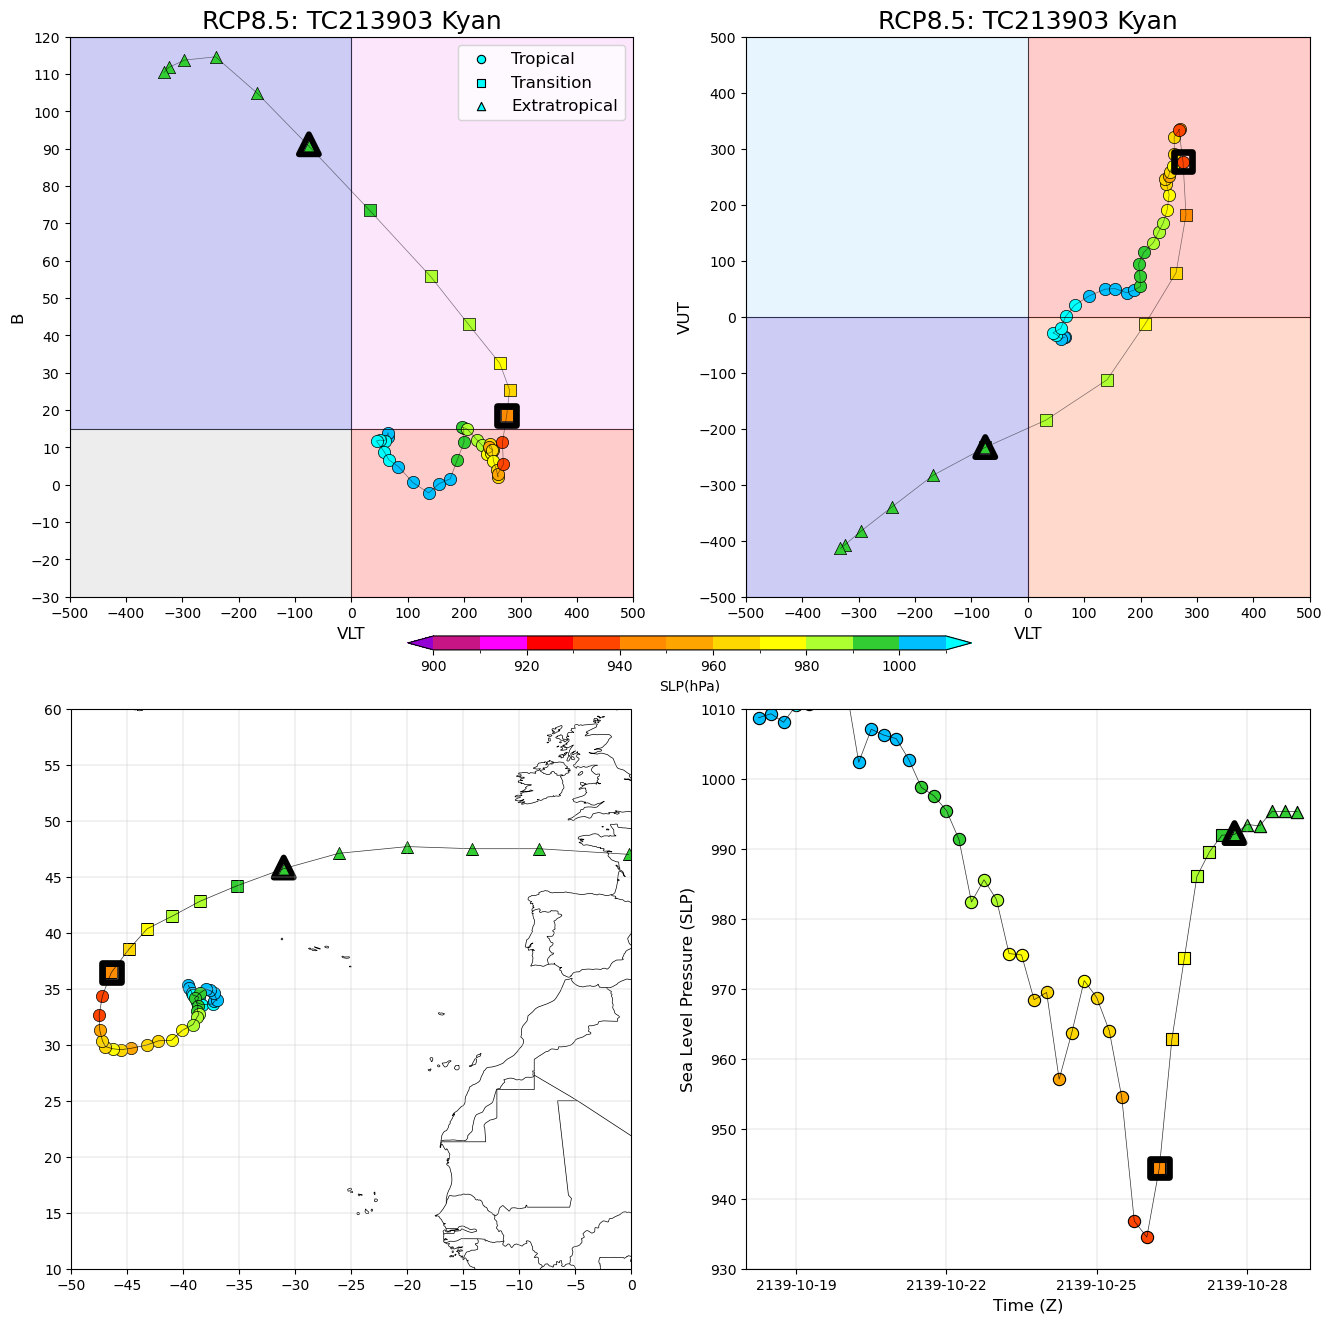 RCP8.5: TC213903 Kyan
RCP8.5: TC213903 Kyan
120
110
100
90
80
70
60
50
40
30
20
10
0
−10
−20
−30
B
Tropical
Transition
Extratropical
−500 −400 −300 −200 −100 0 100 200 300 400 500
VLT
500
400
300
200
100
0
−100
−200
−300
−400
−500
VUT
−500 −400 −300 −200 −100 0 100 200 300 400 500
VLT
900 920 940 960 980 1000
SLP(hPa)
60
55
50
45
40
35
30
25
20
15
10
−50 −45 −40 −35 −30 −25 −20 −15 −10 −5 0
1010
1000
990
980
970
960
950
940
930
Sea Level Pressure (SLP)
2139-10-19 2139-10-22 2139-10-25 2139-10-28
Time (Z)